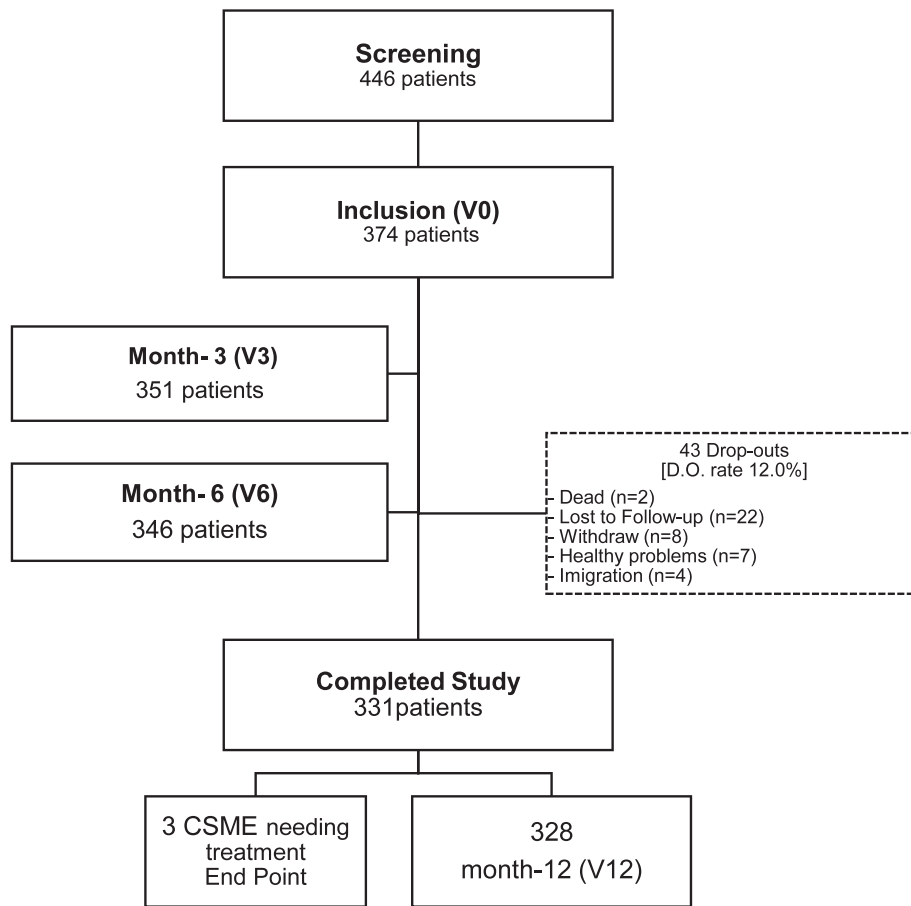 Screening
446 patients
Inclusion (V0)
374 patients
Month- 3 (V3)
351 patients
Month- 6 (V6)
346 patients
43 Drop-outs
[D.O. rate 12.0%]
- Dead (n=2)
- Lost to Follow-up (n=22)
- Withdraw (n=8)
- Healthy problems (n=7)
- Imigration (n=4)
Completed Study
331patients
3 CSME needing
treatment
End Point
328
month-12 (V12)